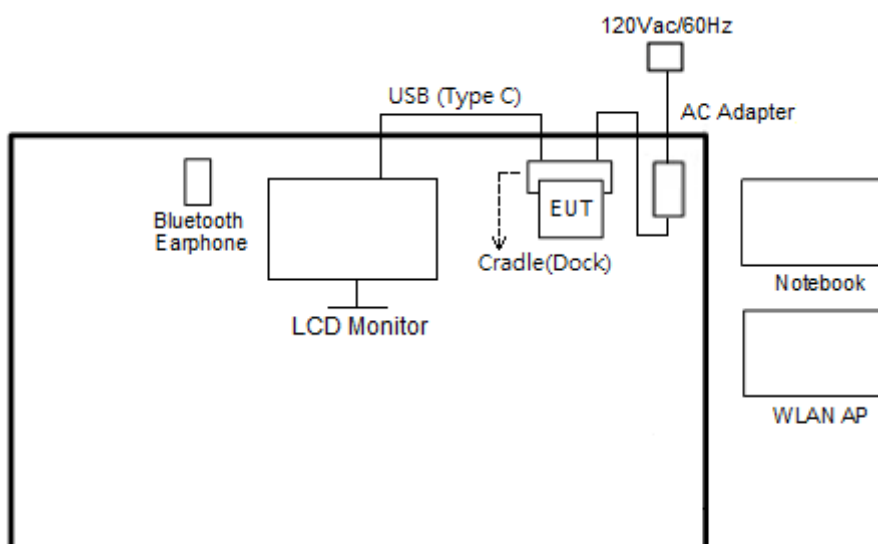 120Vac/60Hz
USB (Type C)
AC Adapter
EUT
Bluetooth
Earphone
Cradle(Dock)
Notebook
LCD Monitor
WLAN AP